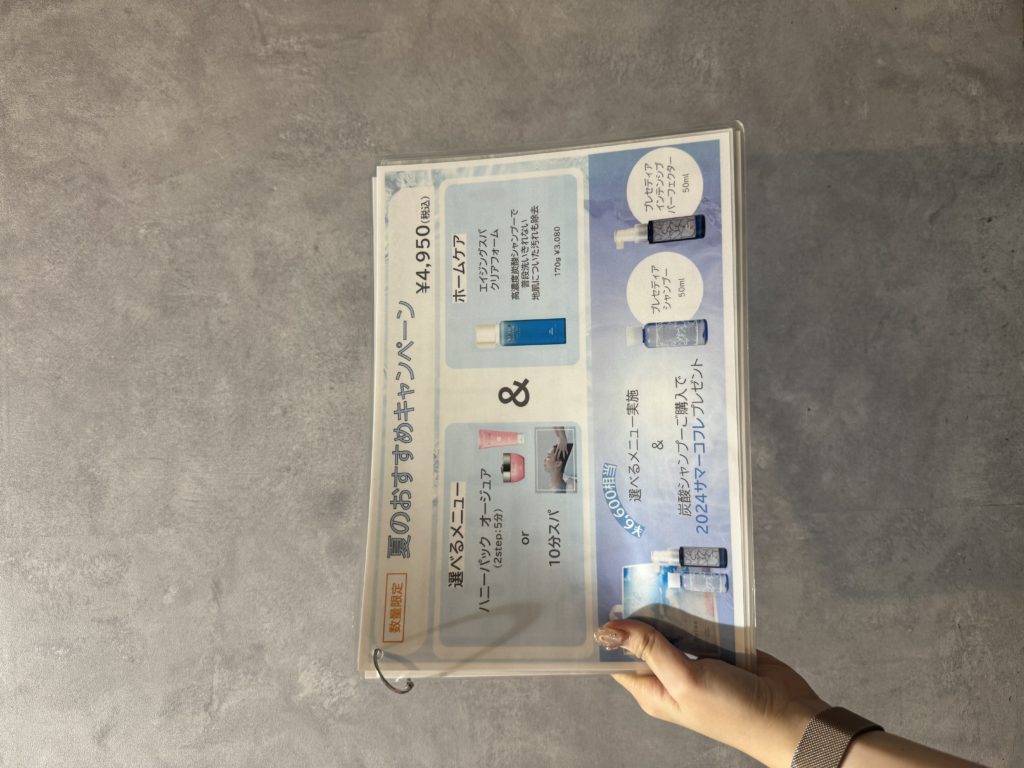 数量限定
夏のおすすめキャンペーン
¥4,950(税込)
選べるメニュー
ハニーパック オージュア
(2step:5分)
or
10分スパ
&
ホームケア
エイジングスパ
クリアフォーム
高濃度炭酸シャンプーで
普段洗いきれない
地肌についた汚れも除去
170g ¥3,080
¥6,600相当
選べるメニュー実施
&
炭酸シャンプーご購入で
2024サマーコフレプレゼント
プレセディア
シャンプー
50ml
プレセディア
インテンシブ
パーフェクター
50ml